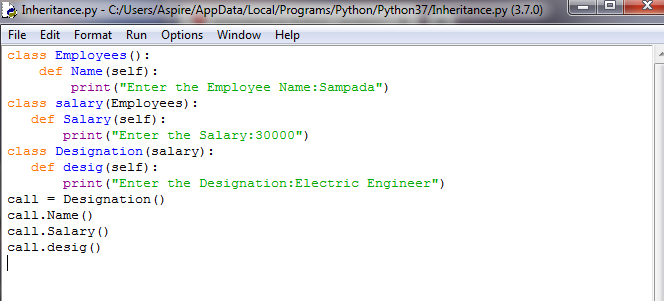 Inheritance.py - C:/Users/Aspire/AppData/Local/Programs/Python/Python37/Inheritance.py (3.7.0)
File Edit Format Run Options Window Help
class Employees():
    def Name(self):
        print("Enter the Employee Name:Sampada")
class salary(Employees):
   def Salary(self):
       print("Enter the Salary:30000")
class Designation(salary):
   def desig(self):
       print("Enter the Designation:Electric Engineer")
call = Designation()
call.Name()
call.Salary()
call.desig()